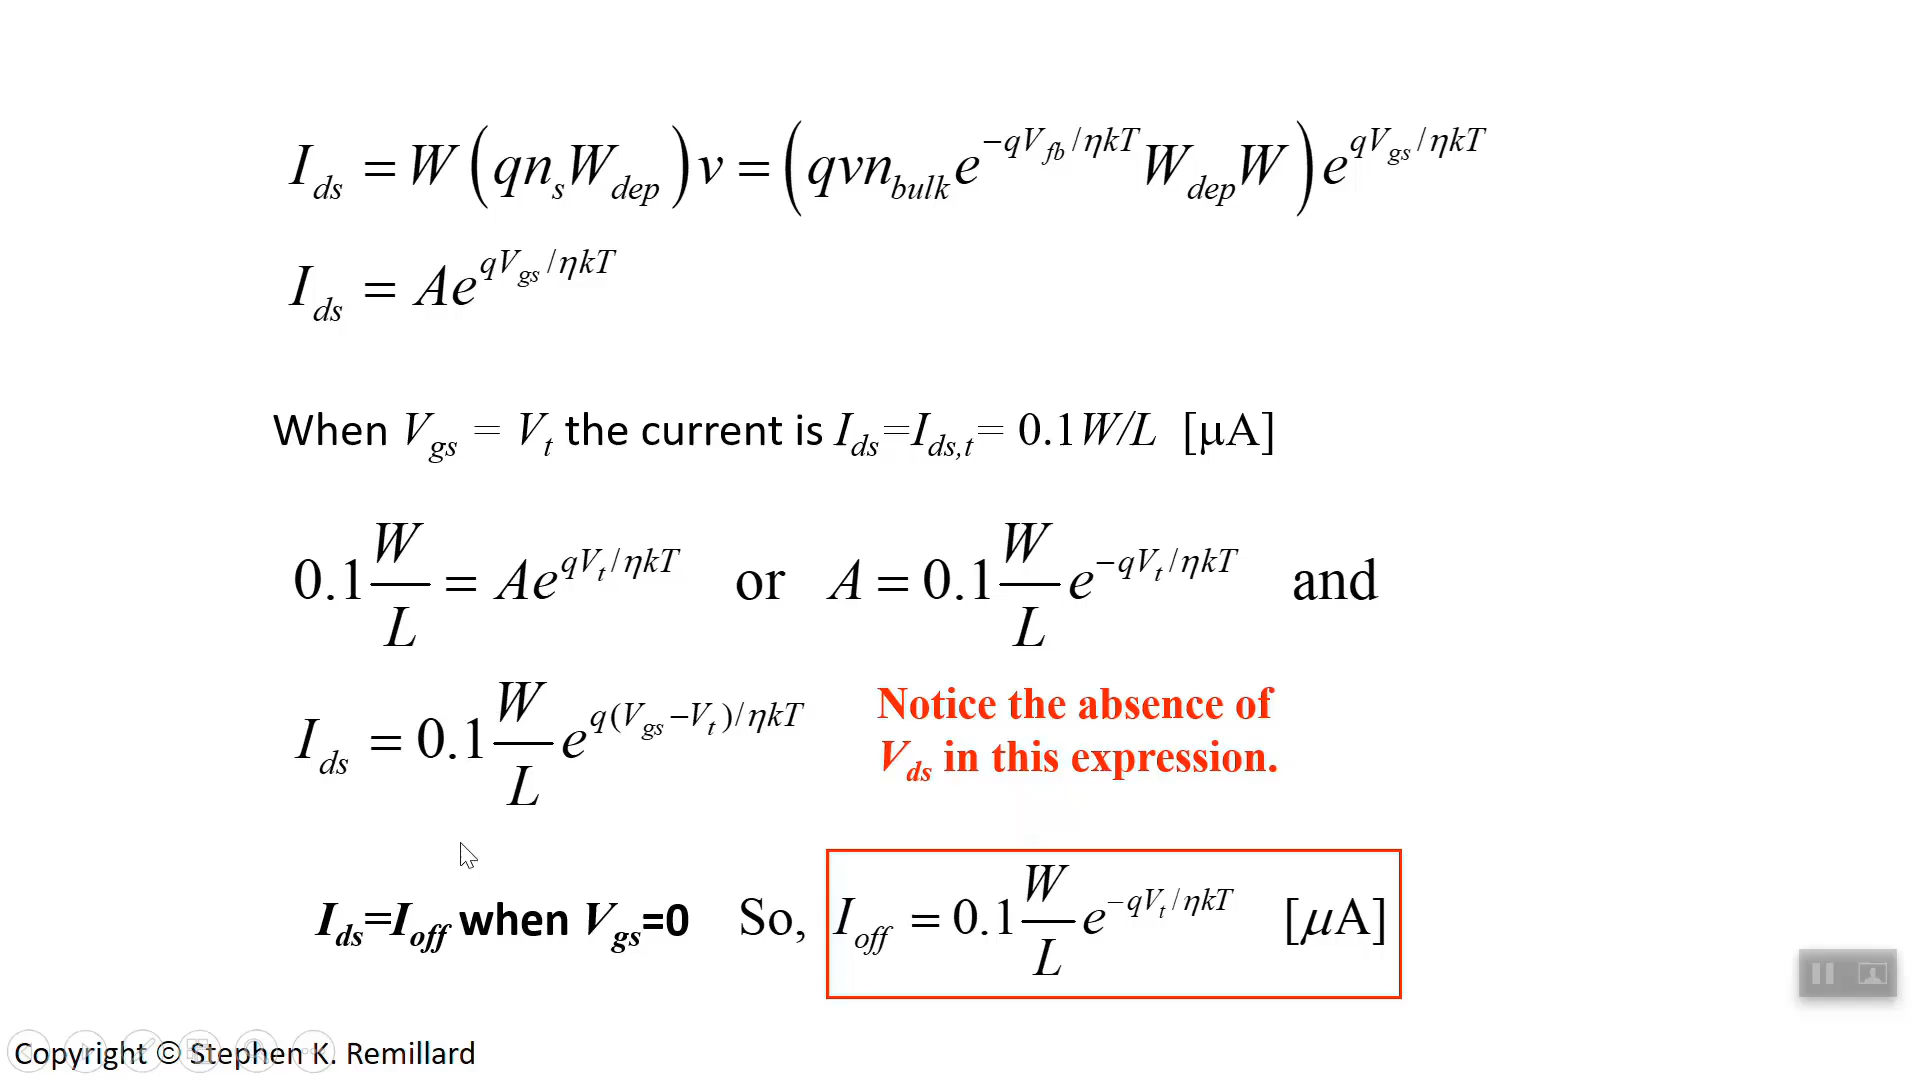 I_ds = W(qn_sW_dep)v = (qvn_bulk e^{-qV_fb/ηkT} W_dep W) e^{qV_gs/ηkT}
I_ds = Ae^{qV_gs/ηkT}
When V_gs = V_t the current is I_ds=I_ds,t= 0.1W/L [μA]
0.1 W/L = Ae^{qV_t/ηkT} or A = 0.1 W/L e^{-qV_t/ηkT} and
I_ds = 0.1 W/L e^{q(V_gs-V_t)/ηkT}
Notice the absence of
V_ds in this expression.
I_ds=I_off when V_gs=0 So, I_off = 0.1 W/L e^{-qV_t/ηkT} [μA]
Copyright © Stephen K. Remillard